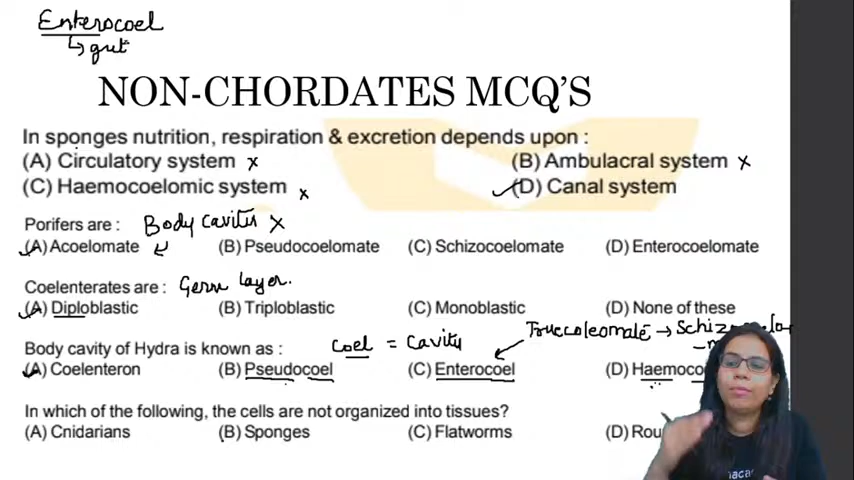 Enterocoel
↳ gut
NON-CHORDATES MCQ'S
In sponges nutrition, respiration & excretion depends upon :
(A) Circulatory system x (B) Ambulacral system x
(C) Haemocoelomic system x (D) Canal system
Porifers are : Body Cavities X
(A) Acoelomate (B) Pseudocoelomate (C) Schizocoelomate (D) Enterocoelomate
Coelenterates are : Germ layer.
(A) Diploblastic (B) Triploblastic (C) Monoblastic (D) None of these
Truecoleomate →
Body cavity of Hydra is known as : coel = cavity
(A) Coelenteron (B) Pseudocoel (C) Enterocoel (D)
In which of the following, the cells are not organized into tissues?
(A) Cnidarians (B) Sponges (C) Flatworms (D)